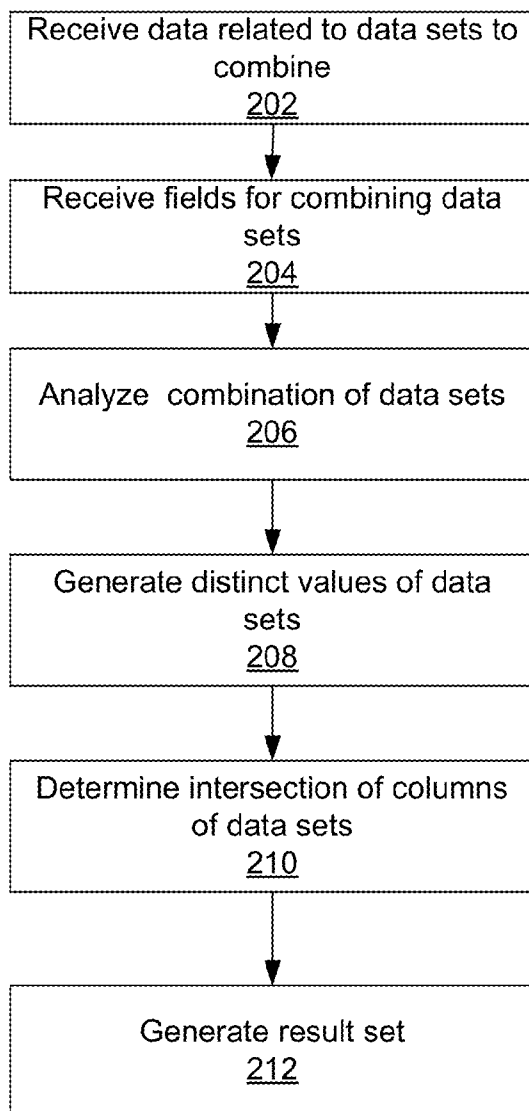 Receive data related to data sets to
combine
202
Receive fields for combining data
sets
204
Analyze combination of data sets
206
Generate distinct values of data
sets
208
Determine intersection of columns
of data sets
210
Generate result set
212